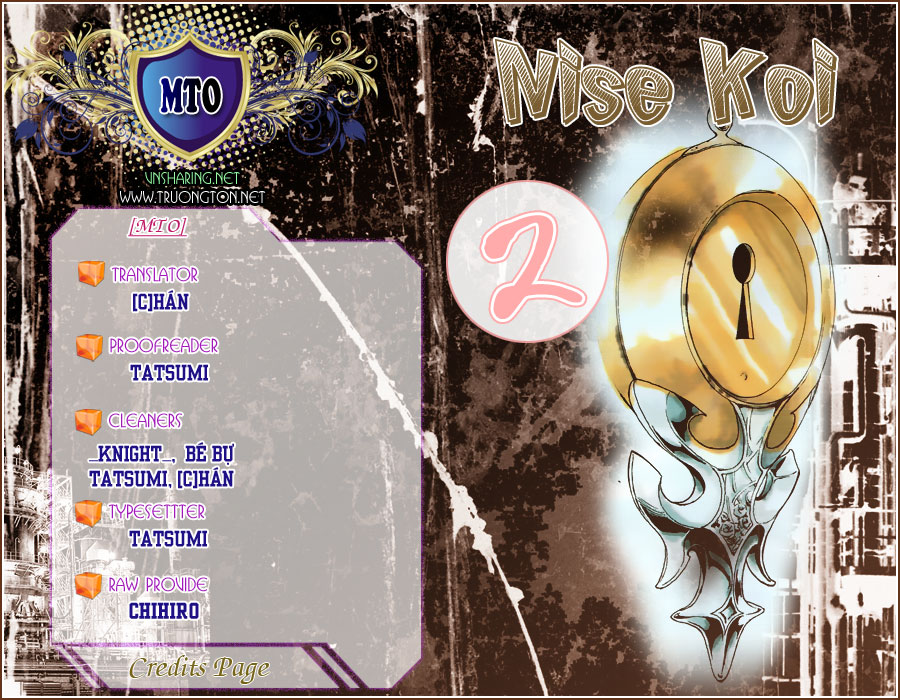 MTO
VNSHARING.NET
WWW.TRUONGTON.NET
[MTO]
TRANSLATOR
[C]HÁN
PROOFREADER
TATSUMI
CLEANERS
_KNIGHT_, BÉ BỰ
TATSUMI, [C]HÁN
TYPESETTTER
TATSUMI
RAW PROVIDE
CHIHIRO
Credits Page
Nise Koi
2